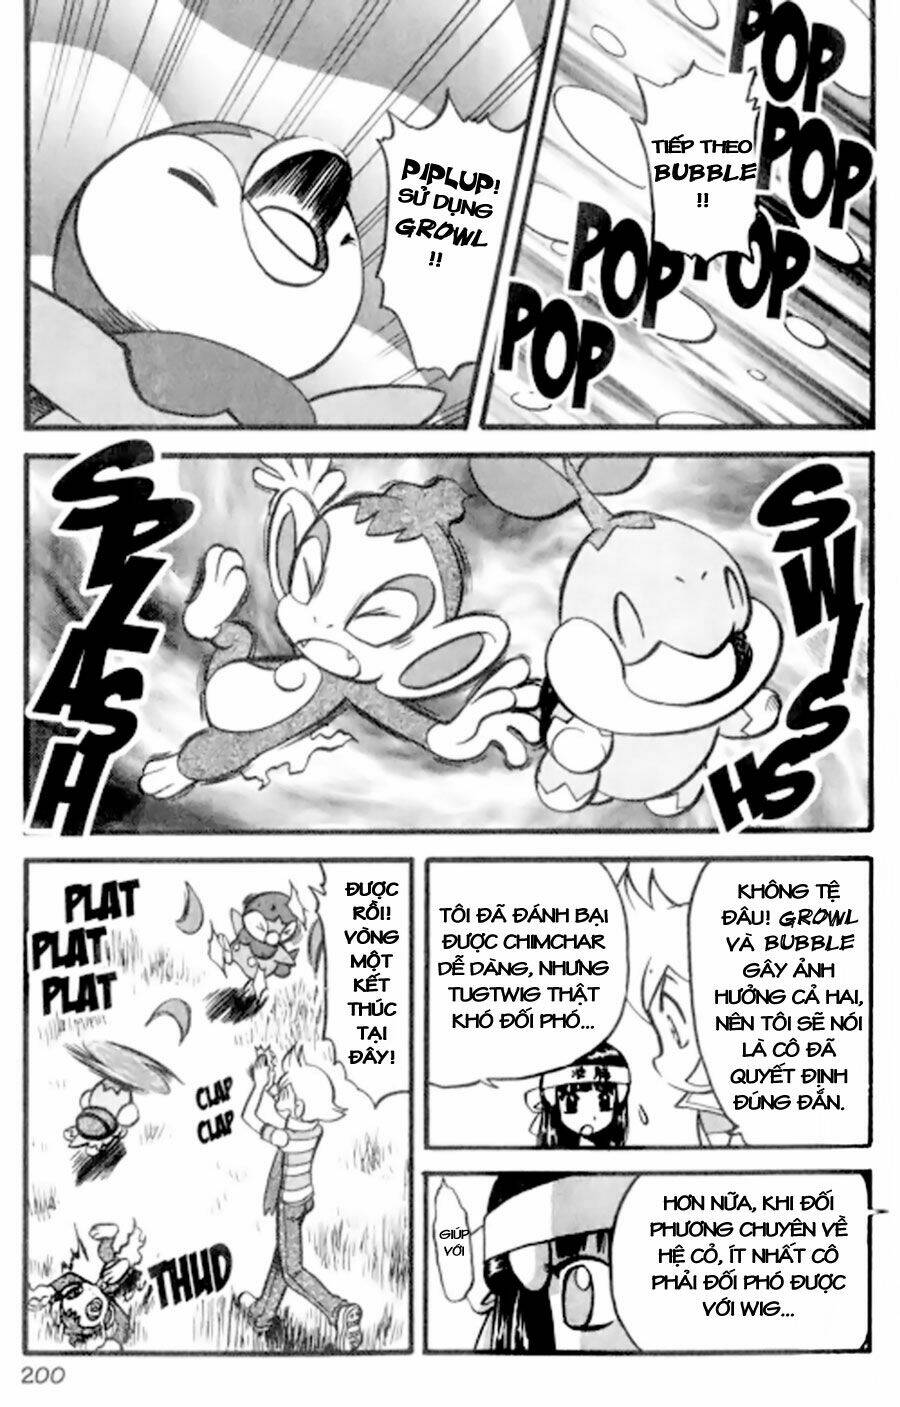 PIPLUP!
SỬ DỤNG
GROWL
!!
TIẾP THEO
BUBBLE
!!
POP
POP
POP
POP
POP
POP
SPLASH
SWISSHS
ĐƯỢC
RỒI!
VÒNG
MỘT
KẾT
THÚC
TẠI
ĐÂY!
PLAT
PLAT
PLAT
CLAP
CLAP
THUD
KHÔNG TỆ
ĐÂU! GROWL
VÀ BUBBLE
GÂY ẢNH
HƯỞNG CẢ HAI,
NÊN TÔI SẼ NÓI
LÀ CÔ ĐÃ
QUYẾT ĐỊNH
ĐÚNG ĐẮN.
TÔI ĐÃ ĐÁNH BẠI
ĐƯỢC CHIMCHAR
DỄ DÀNG, NHƯNG
TUGTWIG THẬT
KHÓ ĐỐI PHÓ...
HƠN NỮA, KHI ĐỐI
PHƯƠNG CHUYÊN VỀ
HỆ CỎ, ÍT NHẤT CÔ
PHẢI ĐỐI PHÓ ĐƯỢC
VỚI WIG...
GIÚP
VỚI
200